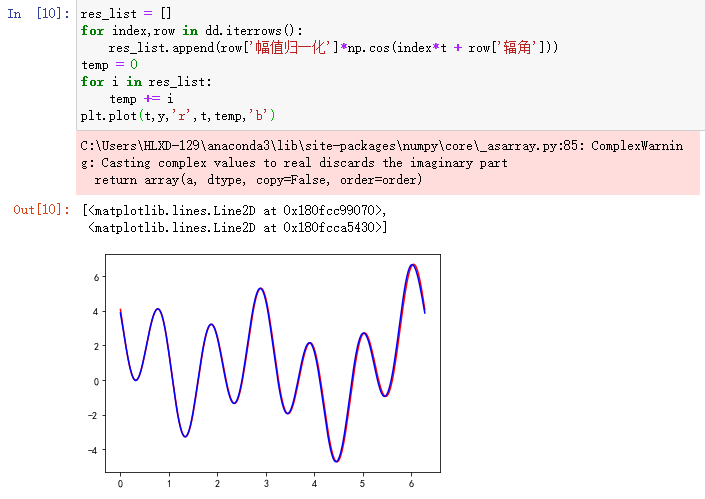 In [10]: res_list = []
for index,row in dd.iterrows():
    res_list.append(row['幅值归一化']*np.cos(index*t + row['辐角']))
temp = 0
for i in res_list:
    temp += i
plt.plot(t,y,'r',t,temp,'b')
C:\Users\HLXD-129\anaconda3\lib\site-packages\numpy\core\_asarray.py:85: ComplexWarnin
g: Casting complex values to real discards the imaginary part
  return array(a, dtype, copy=False, order=order)
Out[10]: [<matplotlib.lines.Line2D at 0x180fcc99070>,
 <matplotlib.lines.Line2D at 0x180fcca5430>]
6
4
2
0
-2
-4
0 1 2 3 4 5 6